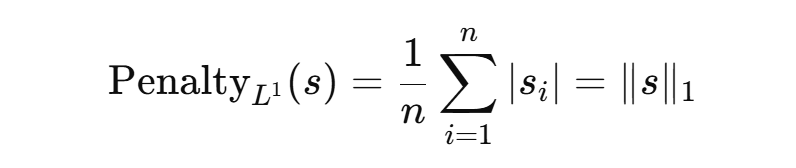 Penalty_{L^1}(s) = \frac{1}{n} \sum_{i=1}^{n} |s_i| = \|s\|_1